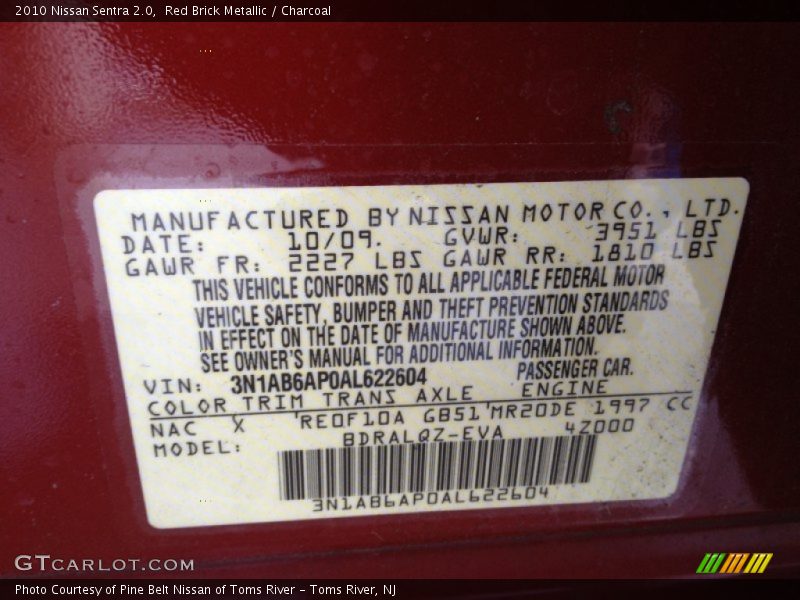 2010 Nissan Sentra 2.0, Red Brick Metallic / Charcoal
MANUFACTURED BY NISSAN MOTOR CO., LTD.
DATE: 10/09. GVWR: 3951 LBS
GAWR FR: 2227 LBS GAWR RR: 1810 LBS
THIS VEHICLE CONFORMS TO ALL APPLICABLE FEDERAL MOTOR
VEHICLE SAFETY, BUMPER AND THEFT PREVENTION STANDARDS
IN EFFECT ON THE DATE OF MANUFACTURE SHOWN ABOVE.
SEE OWNER'S MANUAL FOR ADDITIONAL INFORMATION.
VIN: 3N1AB6AP0AL622604 PASSENGER CAR.
COLOR TRIM TRANS AXLE ENGINE
NAC X RE0F10A GB51 MR20DE 1997 CC
MODEL: BDRALQZ-EVA 4Z000
3N1AB6AP0AL622604
GTCARLOT.COM
Photo Courtesy of Pine Belt Nissan of Toms River - Toms River, NJ